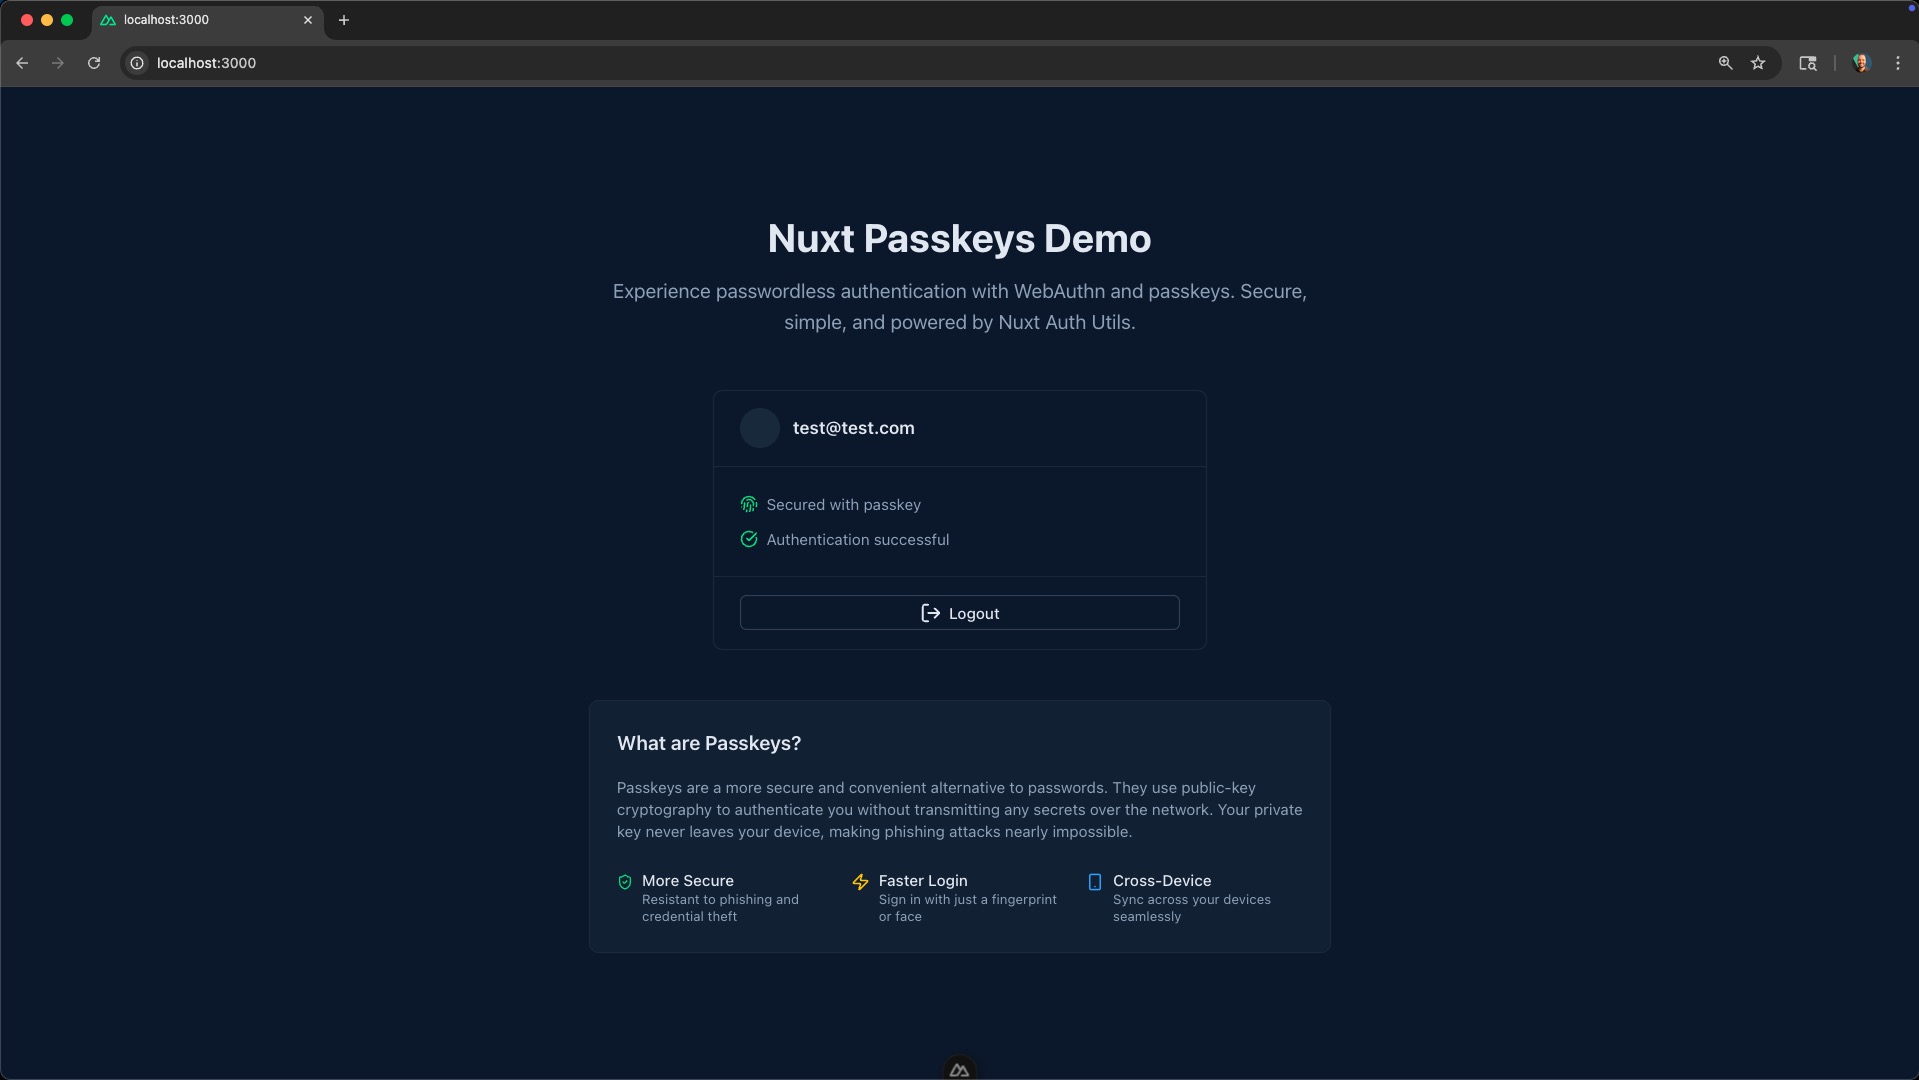 localhost:3000
localhost:3000
Nuxt Passkeys Demo
Experience passwordless authentication with WebAuthn and passkeys. Secure,
simple, and powered by Nuxt Auth Utils.
test@test.com
Secured with passkey
Authentication successful
Logout
What are Passkeys?
Passkeys are a more secure and convenient alternative to passwords. They use public-key
cryptography to authenticate you without transmitting any secrets over the network. Your private
key never leaves your device, making phishing attacks nearly impossible.
More Secure
Resistant to phishing and
credential theft
Faster Login
Sign in with just a fingerprint
or face
Cross-Device
Sync across your devices
seamlessly